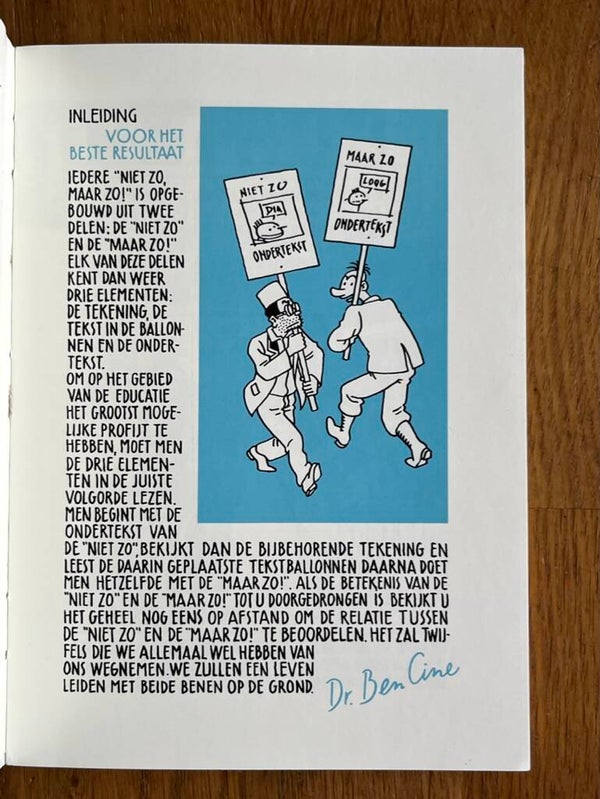 INLEIDING
VOOR HET
BESTE RESULTAAT
IEDERE "NIET ZO,
MAAR ZO!" IS OPGE-
BOUWD UIT TWEE
DELEN: DE "NIET ZO"
EN DE "MAAR ZO!"
ELK VAN DEZE DELEN
KENT DAN WEER
DRIE ELEMENTEN:
DE TEKENING, DE
TEKST IN DE BALLON-
NEN EN DE ONDER-
TEKST.
OM OP HET GEBIED
VAN DE EDUCATIE
HET GROOTST MOGE-
LIJKE PROFIJT TE
HEBBEN, MOET MEN
DE DRIE ELEMEN-
TEN IN DE JUISTE
VOLGORDE LEZEN.
MEN BEGINT MET DE
ONDERTEKST VAN
DE "NIET ZO", BEKIJKT DAN DE BIJBEHORENDE TEKENING EN
LEEST DE DAARIN GEPLAATSTE TEKSTBALLONNEN DAARNA DOET
MEN HETZELFDE MET DE "MAAR ZO!". ALS DE BETEKENIS VAN DE
"NIET ZO" EN DE "MAAR ZO!" TOT U DOORGEDRONGEN IS BEKIJKT U
HET GEHEEL NOG EENS OP AFSTAND OM DE RELATIE TUSSEN
DE "NIET ZO" EN DE "MAAR ZO!" TE BEOORDELEN. HET ZAL TWIJ-
FELS DIE WE ALLEMAAL WEL HEBBEN VAN
ONS WEGNEMEN. WE ZULLEN EEN LEVEN
LEIDEN MET BEIDE BENEN OP DE GROND.
Dr. Ben Cine
NIET ZO
DIA
ONDERTEKST
MAAR ZO
LOOG
ONDERTEKST